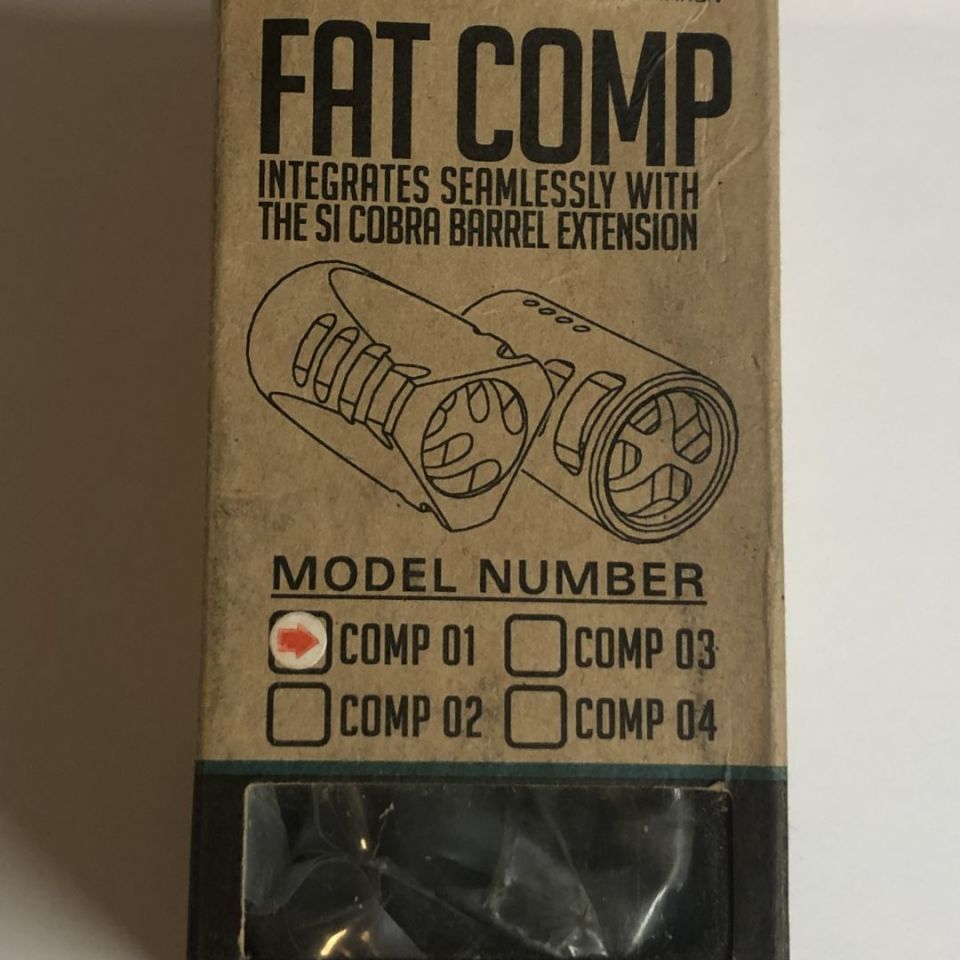 FAT COMP
INTEGRATES SEAMLESSLY WITH
THE SI COBRA BARREL EXTENSION
MODEL NUMBER
COMP 01 COMP 03
COMP 02 COMP 04